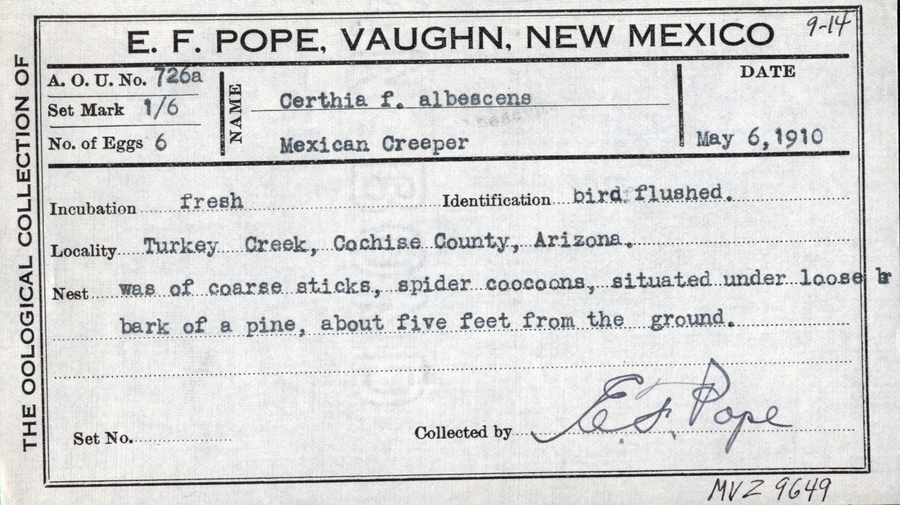 9-14
THE OOLOGICAL COLLECTION OF
E. F. POPE, VAUGHN, NEW MEXICO
A. O. U. No. 726a
Set Mark 1/6
No. of Eggs 6
NAME
Certhia f. albescens
Mexican Creeper
DATE
May 6,1910
Incubation fresh Identification bird flushed.
Locality Turkey Creek, Cochise County, Arizona.
Nest was of coarse sticks, spider coocoons, situated under loose
bark of a pine, about five feet from the ground.
Set No. Collected by E. F. Pope
MVZ 9649